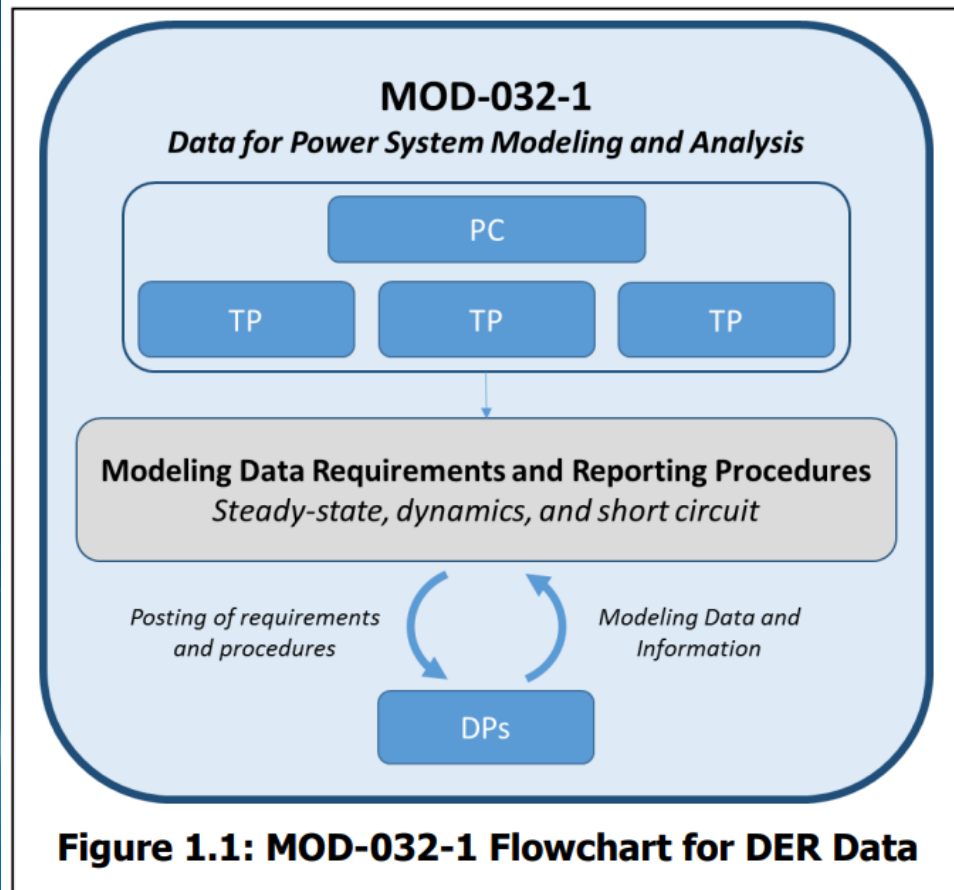 MOD-032-1
Data for Power System Modeling and Analysis
PC
TP
TP
TP
Modeling Data Requirements and Reporting Procedures
Steady-state, dynamics, and short circuit
Posting of requirements
and procedures
Modeling Data and
Information
DPs
Figure 1.1: MOD-032-1 Flowchart for DER Data